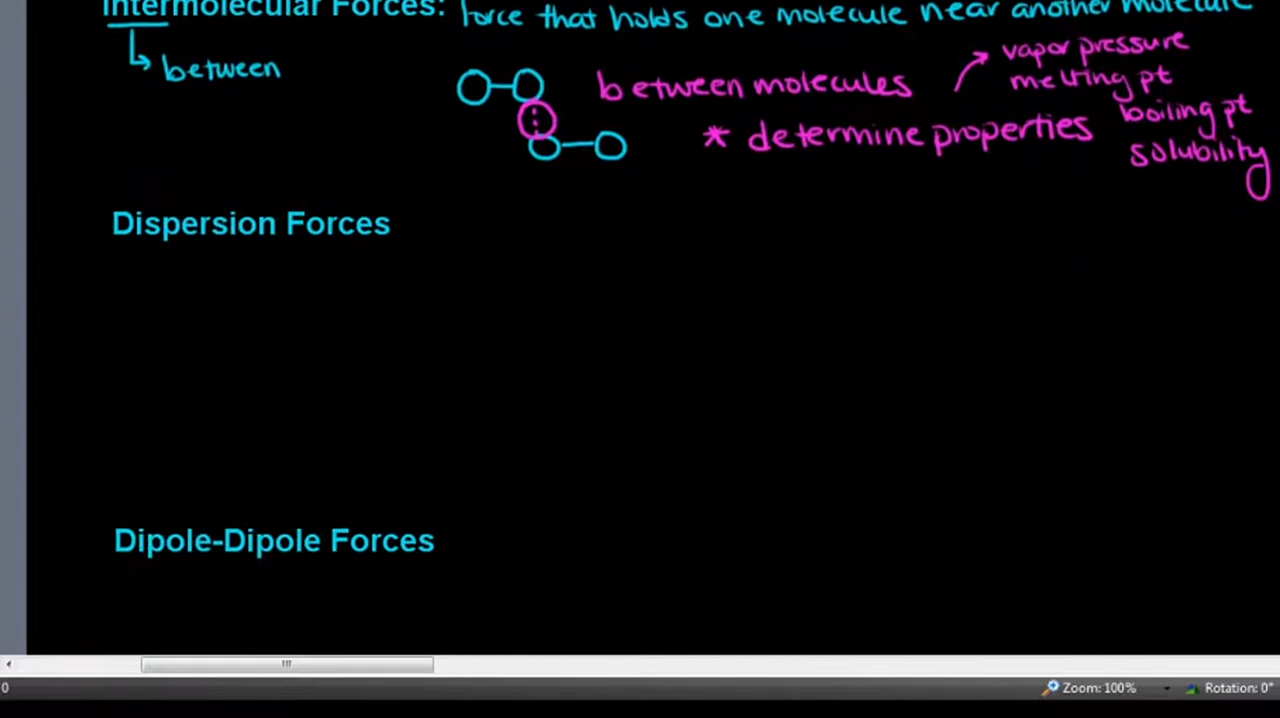 Intermolecular Forces: force that holds one molecule near another molecule
between
between molecules
* determine properties
vapor pressure
melting pt
boiling pt
solubility
Dispersion Forces
Dipole-Dipole Forces
0
Zoom: 100%
Rotation: 0°